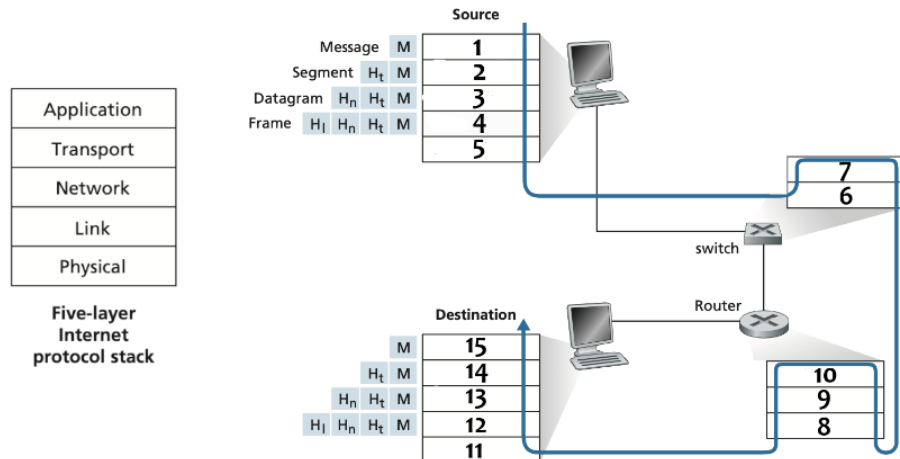 Application
Transport
Network
Link
Physical
Five-layer
Internet
protocol stack
Source
Message M 1
Segment Ht M 2
Datagram Hn Ht M 3
Frame Hl Hn Ht M 4
5
7
6
switch
Router
10
9
8
Destination
M 15
Ht M 14
Hn Ht M 13
Hl Hn Ht M 12
11